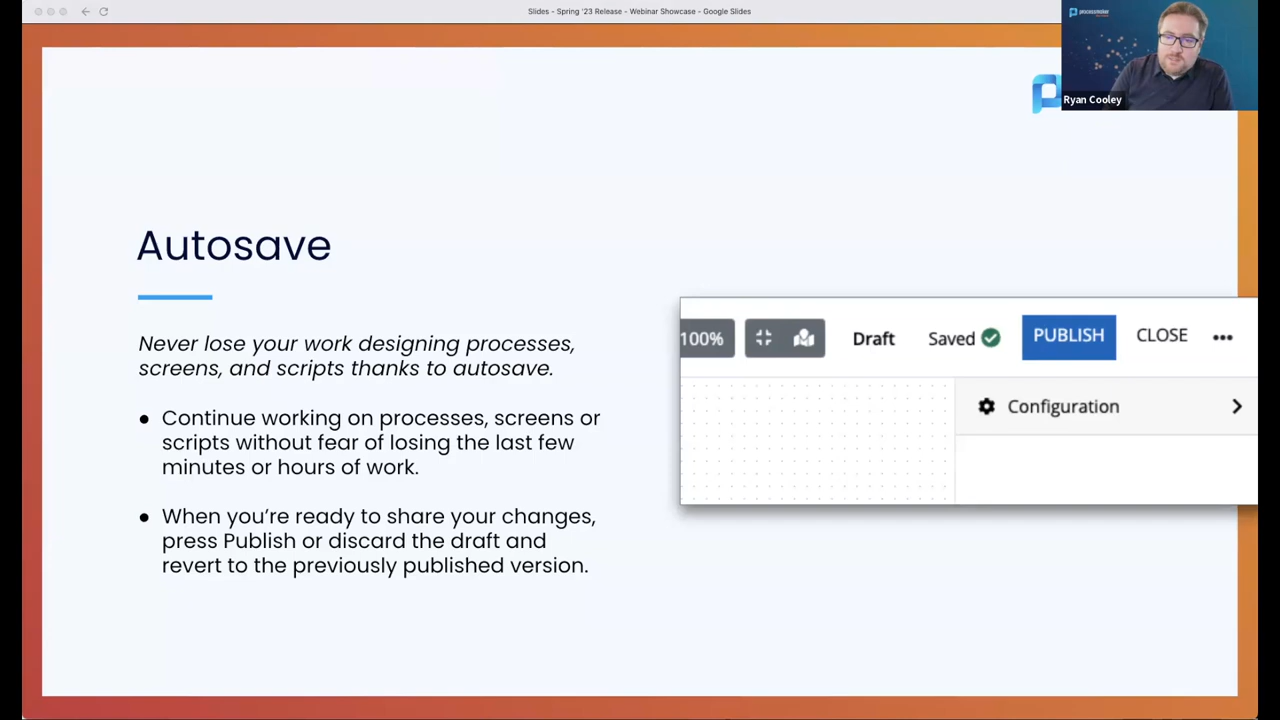 Slides - Spring '23 Release - Webinar Showcase - Google Slides
processmaker
Ryan Cooley
Autosave
Never lose your work designing processes,
screens, and scripts thanks to autosave.
● Continue working on processes, screens or
scripts without fear of losing the last few
minutes or hours of work.
● When you’re ready to share your changes,
press Publish or discard the draft and
revert to the previously published version.
100%
Draft
Saved
PUBLISH
CLOSE
•••
Configuration